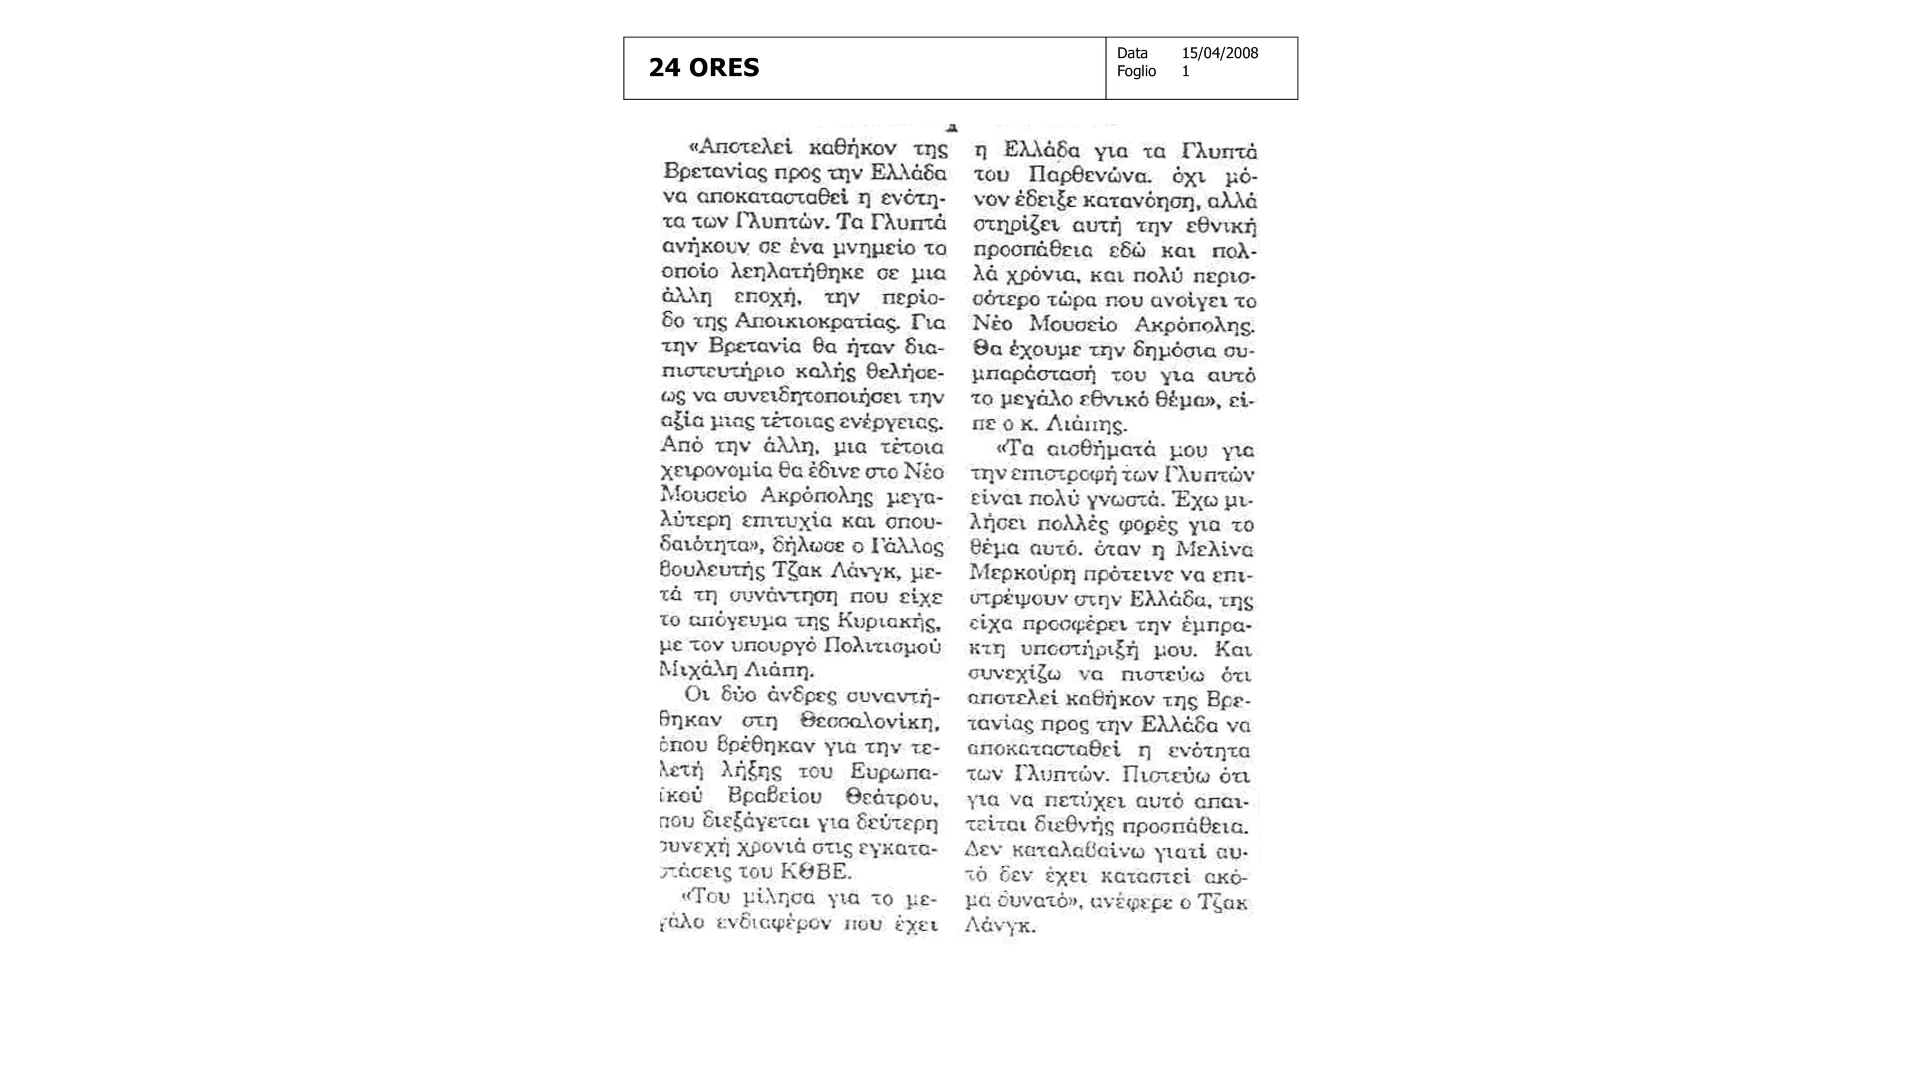 24 ORES
Data 15/04/2008
Foglio 1
«Αποτελεί καθήκον της
Βρετανίας προς την Ελλάδα
να αποκατασταθεί η ενότη-
τα των Γλυπτών. Τα Γλυπτά
ανήκουν σε ένα μνημείο το
οποίο λεηλατήθηκε σε μια
άλλη εποχή, την περίο-
δο της Αποικιοκρατίας. Για
την Βρετανία θα ήταν δια-
πιστευτήριο καλής θελήσε-
ως να συνειδητοποιήσει την
αξία μιας τέτοιας ενέργειας.
Από την άλλη, μια τέτοια
χειρονομία θα έδινε στο Νέο
Μουσείο Ακρόπολης μεγα-
λύτερη επιτυχία και σπου-
δαιότητα», δήλωσε ο Γάλλος
βουλευτής Τζακ Λάνγκ, με-
τά τη συνάντηση που είχε
το απόγευμα της Κυριακής,
με τον υπουργό Πολιτισμού
Μιχάλη Λιάπη.
Οι δύο άνδρες συναντή-
θηκαν στη Θεσσαλονίκη,
όπου βρέθηκαν για την τε-
λετή λήξης του Ευρωπα-
ϊκού Βραβείου Θεάτρου,
που διεξάγεται για δεύτερη
συνεχή χρονιά στις εγκατα-
στάσεις του ΚΘΒΕ.
«Του μίλησα για το με-
γάλο ενδιαφέρον που έχει
η Ελλάδα για τα Γλυπτά
του Παρθενώνα. όχι μό-
νον έδειξε κατανόηση, αλλά
στηρίζει αυτή την εθνική
προσπάθεια εδώ και πολ-
λά χρόνια, και πολύ περισ-
σότερο τώρα που ανοίγει το
Νέο Μουσείο Ακρόπολης.
Θα έχουμε την δημόσια συ-
μπαράστασή του για αυτό
το μεγάλο εθνικό θέμα», εί-
πε ο κ. Λιάπης.
«Τα αισθήματά μου για
την επιστροφή των Γλυπτών
είναι πολύ γνωστά. Έχω μι-
λήσει πολλές φορές για το
θέμα αυτό. όταν η Μελίνα
Μερκούρη πρότεινε να επι-
στρέψουν στην Ελλάδα, της
είχα προσφέρει την έμπρα-
κτη υποστήριξή μου. Και
συνεχίζω να πιστεύω ότι
αποτελεί καθήκον της Βρε-
τανίας προς την Ελλάδα να
αποκατασταθεί η ενότητα
των Γλυπτών. Πιστεύω ότι
για να πετύχει αυτό απαι-
τείται διεθνής προσπάθεια.
Δεν καταλαβαίνω γιατί αυ-
τό δεν έχει καταστεί ακό-
μα δυνατό», ανέφερε ο Τζακ
Λάνγκ.